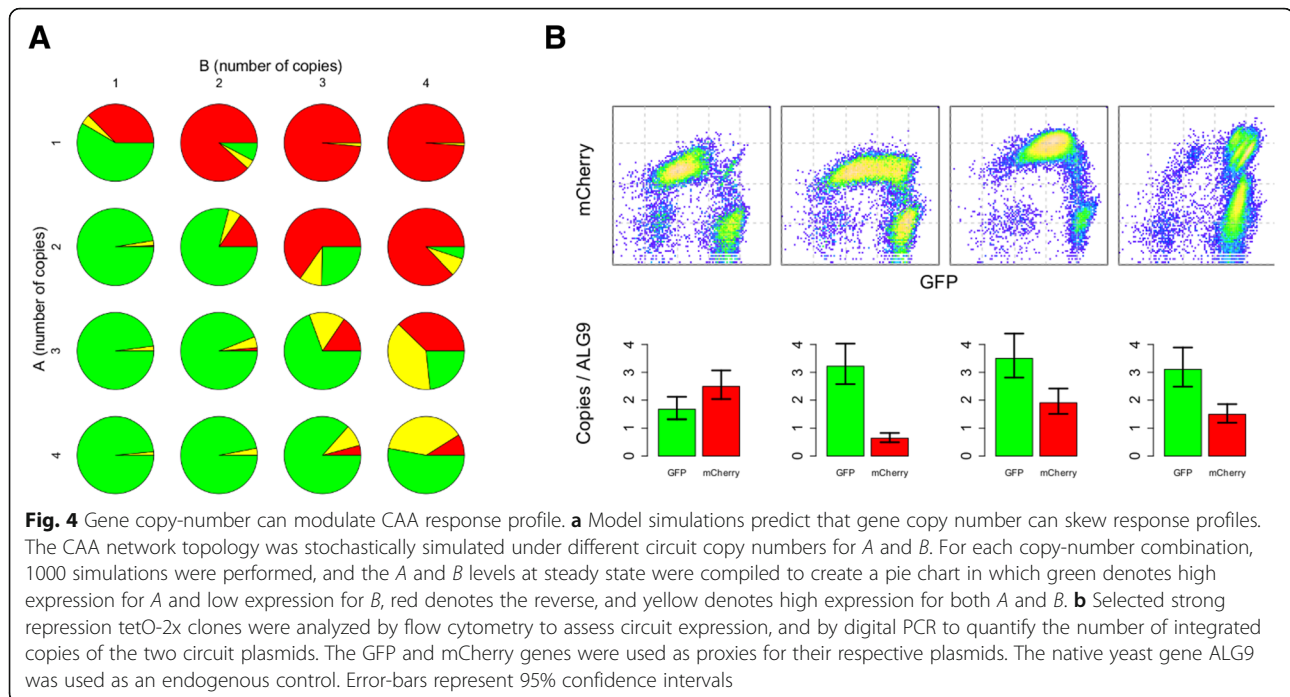 A
B (number of copies)
1 2 3 4
A (number of copies)
1
2
3
4
B
mCherry
GFP
Copies / ALG9
4
3
2
1
0
GFP mCherry
4
3
2
1
0
GFP mCherry
4
3
2
1
0
GFP mCherry
4
3
2
1
0
GFP mCherry
Fig. 4 Gene copy-number can modulate CAA response profile. a Model simulations predict that gene copy number can skew response profiles.
The CAA network topology was stochastically simulated under different circuit copy numbers for A and B. For each copy-number combination,
1000 simulations were performed, and the A and B levels at steady state were compiled to create a pie chart in which green denotes high
expression for A and low expression for B, red denotes the reverse, and yellow denotes high expression for both A and B. b Selected strong
repression tetO-2x clones were analyzed by flow cytometry to assess circuit expression, and by digital PCR to quantify the number of integrated
copies of the two circuit plasmids. The GFP and mCherry genes were used as proxies for their respective plasmids. The native yeast gene ALG9
was used as an endogenous control. Error-bars represent 95% confidence intervals